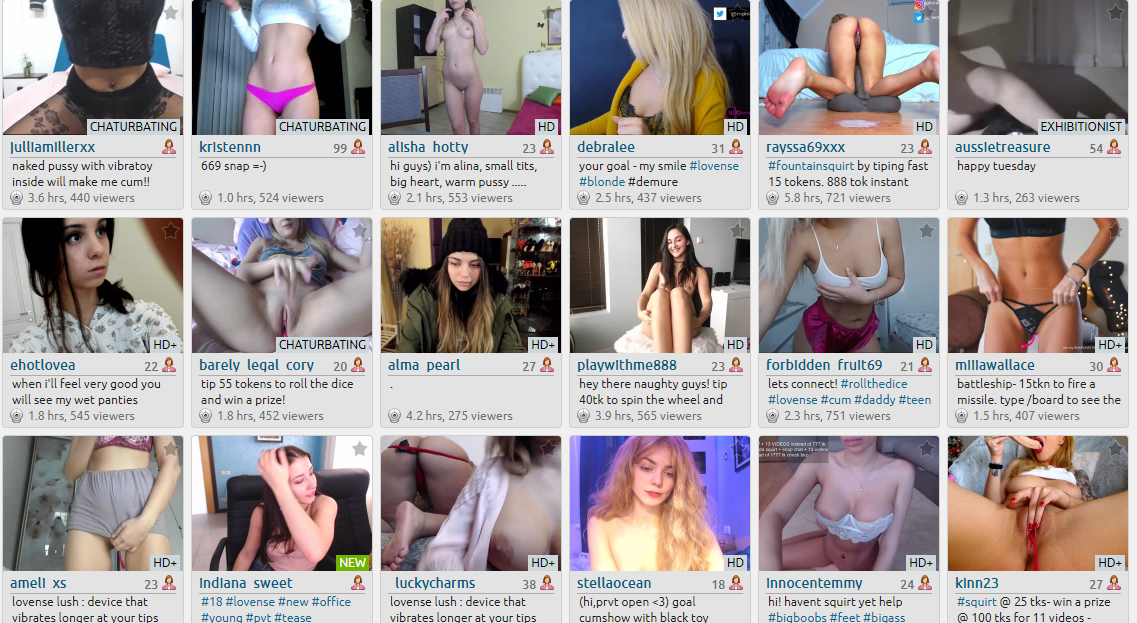 CHATURBATING
CHATURBATING
HD
HD
HD
EXHIBITIONIST
julliamillerxx
kristennn 99
alisha_hotty 23
debralee 31
rayssa69xxx 23
aussietreasure 54
naked pussy with vibratoy
inside will make me cum!!
669 snap =-)
hi guys) i'm alina, small tits,
big heart, warm pussy .....
your goal - my smile #lovense
#blonde #demure
#fountainsquirt by tiping fast
15 tokens. 888 tok instant
happy tuesday
3.6 hrs, 440 viewers
1.0 hrs, 524 viewers
2.1 hrs, 553 viewers
2.5 hrs, 437 viewers
5.8 hrs, 721 viewers
1.3 hrs, 263 viewers
HD+
CHATURBATING
HD+
HD
HD
HD+
ehotlovea 22
barely_legal_cory 20
alma_pearl 27
playwithme888 23
forbidden_fruit69 21
millawallace 30
when i'll feel very good you
will see my wet panties
tip 55 tokens to roll the dice
and win a prize!
.
hey there naughty guys! tip
40tk to spin the wheel and
lets connect! #rollthedice
#lovense #cum #daddy #teen
battleship- 15tkn to fire a
missile. type /board to see the
1.8 hrs, 545 viewers
1.8 hrs, 452 viewers
4.2 hrs, 275 viewers
3.9 hrs, 565 viewers
2.3 hrs, 751 viewers
1.5 hrs, 407 viewers
HD+
NEW
HD+
HD
HD+
HD+
ameli_xs 23
indiana_sweet
_luckycharms 38
stellaocean 18
innocentemmy 24
kinn23 27
lovense lush : device that
vibrates longer at your tips
#18 #lovense #new #office
#young #pvt #tease
lovense lush : device that
vibrates longer at your tips
(hi,prvt open <3) goal
cumshow with black toy
hi! havent squirt yet help
#bigboobs #feet #bigass
#squirt @ 25 tks- win a prize
@ 100 tks for 11 videos -